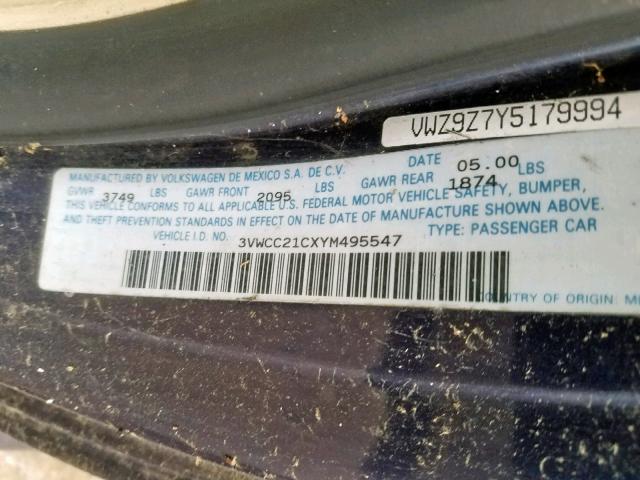 VWZ9Z7Y5179994
MANUFACTURED BY VOLKSWAGEN DE MEXICO S.A. DE C.V. DATE 05.00
GVWR 3749 LBS GAWR FRONT 2095 LBS GAWR REAR 1874 LBS
THIS VEHICLE CONFORMS TO ALL APPLICABLE U.S. FEDERAL MOTOR VEHICLE SAFETY, BUMPER,
AND THEFT PREVENTION STANDARDS IN EFFECT ON THE DATE OF MANUFACTURE SHOWN ABOVE.
VEHICLE I.D. NO. 3VWCC21CXYM495547 TYPE: PASSENGER CAR
COUNTRY OF ORIGIN: